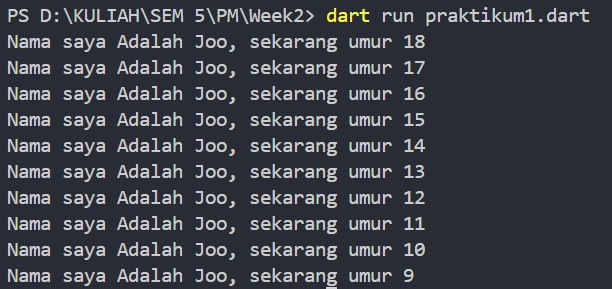 PS D:\KULIAH\SEM 5\PM\Week2> dart run praktikum1.dart
Nama saya Adalah Joo, sekarang umur 18
Nama saya Adalah Joo, sekarang umur 17
Nama saya Adalah Joo, sekarang umur 16
Nama saya Adalah Joo, sekarang umur 15
Nama saya Adalah Joo, sekarang umur 14
Nama saya Adalah Joo, sekarang umur 13
Nama saya Adalah Joo, sekarang umur 12
Nama saya Adalah Joo, sekarang umur 11
Nama saya Adalah Joo, sekarang umur 10
Nama saya Adalah Joo, sekarang umur 9